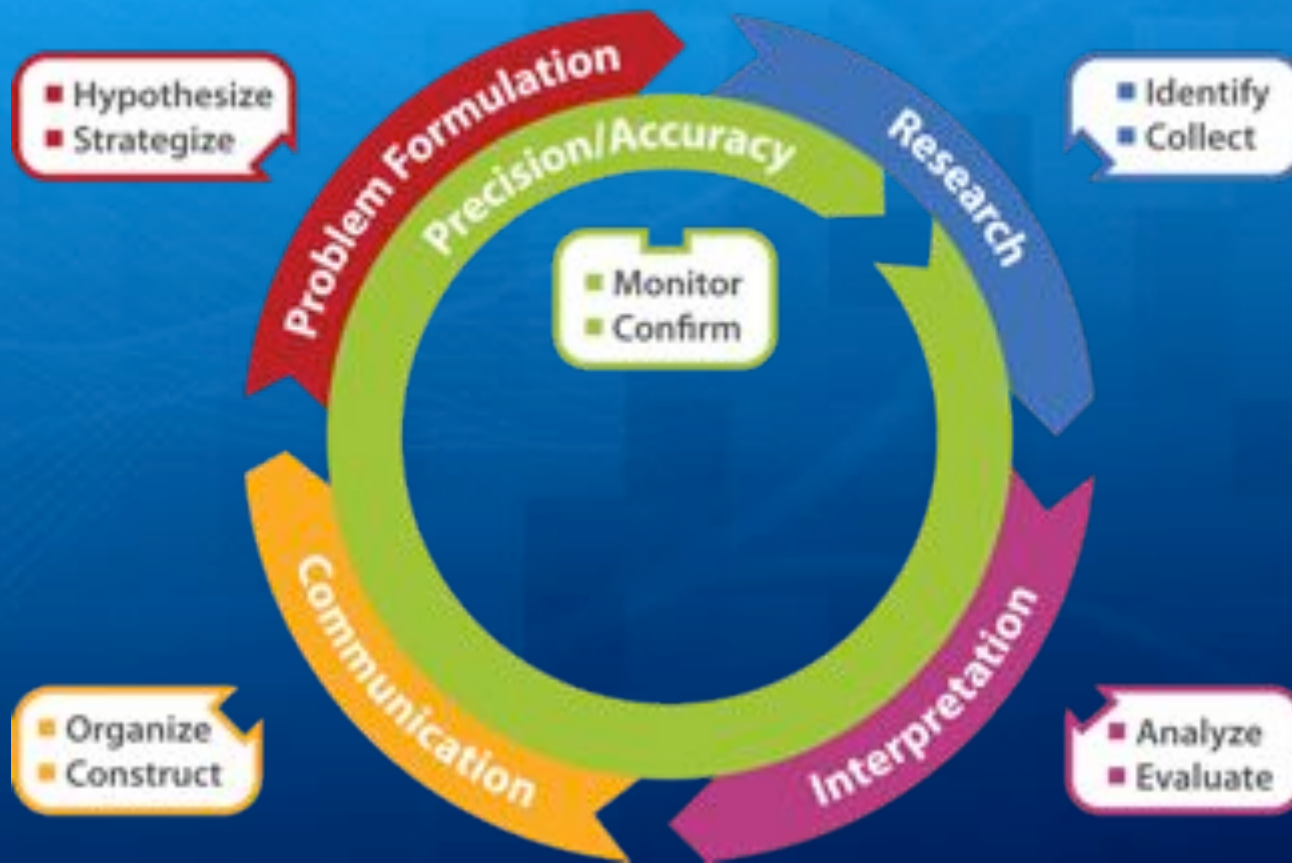 Problem Formulation
Hypothesize
Strategize
Research
Identify
Collect
Precision/Accuracy
Monitor
Confirm
Interpretation
Analyze
Evaluate
Communication
Organize
Construct